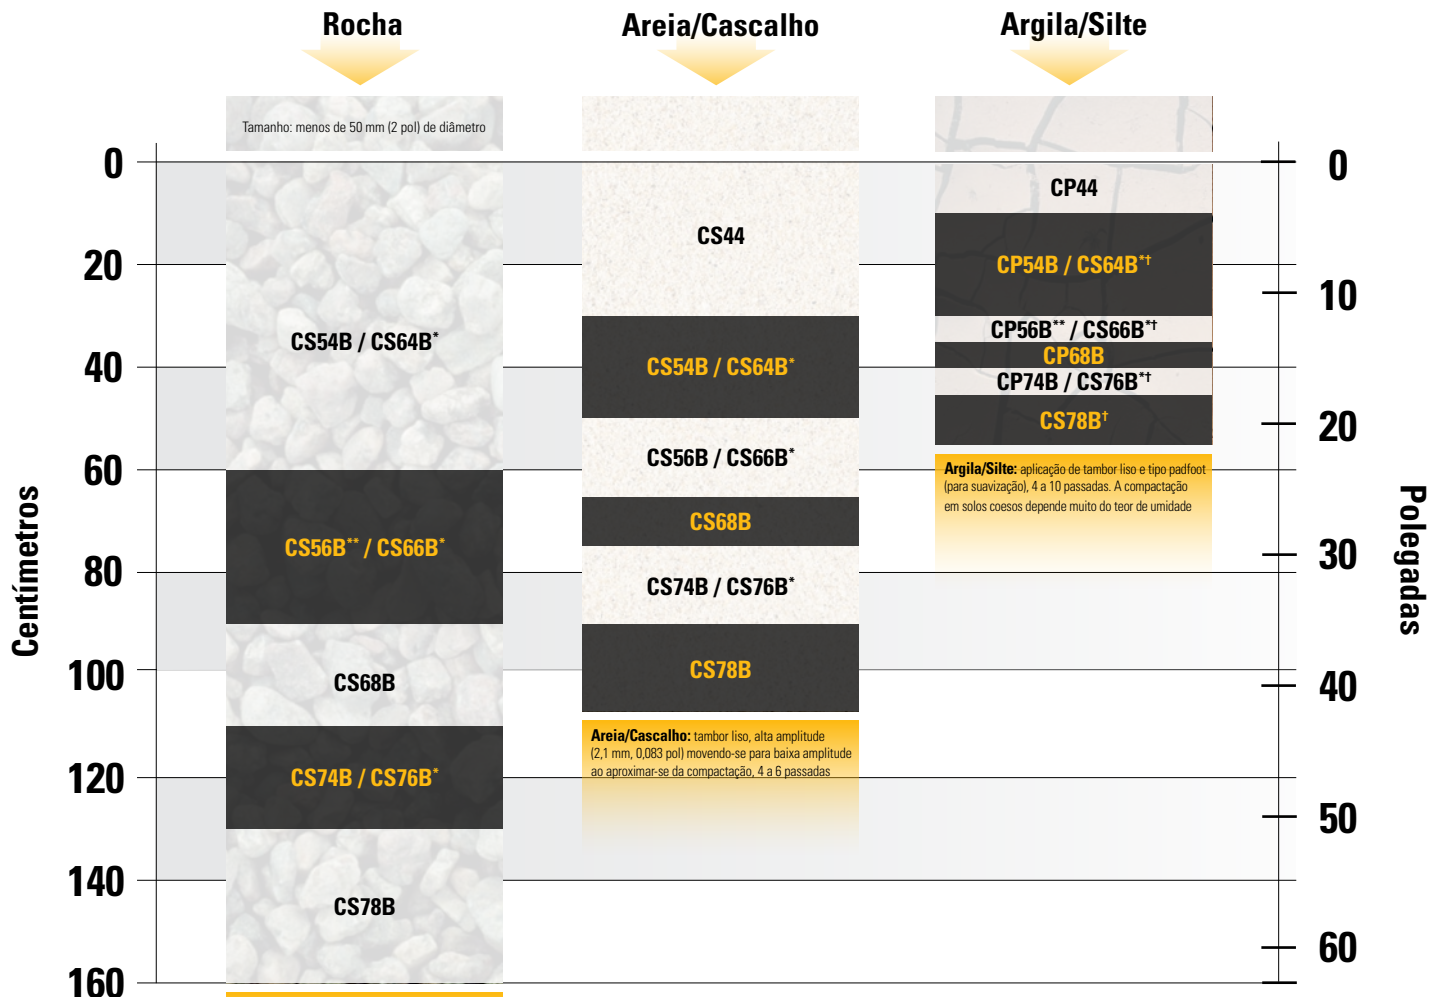 Rocha
Areia/Cascalho
Argila/Silte
Tamanho: menos de 50 mm (2 pol) de diâmetro
Centímetros
0
20
40
60
80
100
120
140
160
CS54B / CS64B*
CS56B** / CS66B*
CS68B
CS74B / CS76B*
CS78B
CS44
CS54B / CS64B*
CS56B / CS66B*
CS68B
CS74B / CS76B*
CS78B
Areia/Cascalho: tambor liso, alta amplitude
(2,1 mm, 0,083 pol) movendo-se para baixa amplitude
ao aproximar-se da compactação, 4 a 6 passadas
CP44
CP54B / CS64B*†
CP56B** / CS66B*†
CP68B
CP74B / CS76B*†
CS78B†
Argila/Silte: aplicação de tambor liso e tipo padfoot
(para suavização), 4 a 10 passadas. A compactação
em solos coesos depende muito do teor de umidade
0
10
20
30
40
50
60
Polegadas